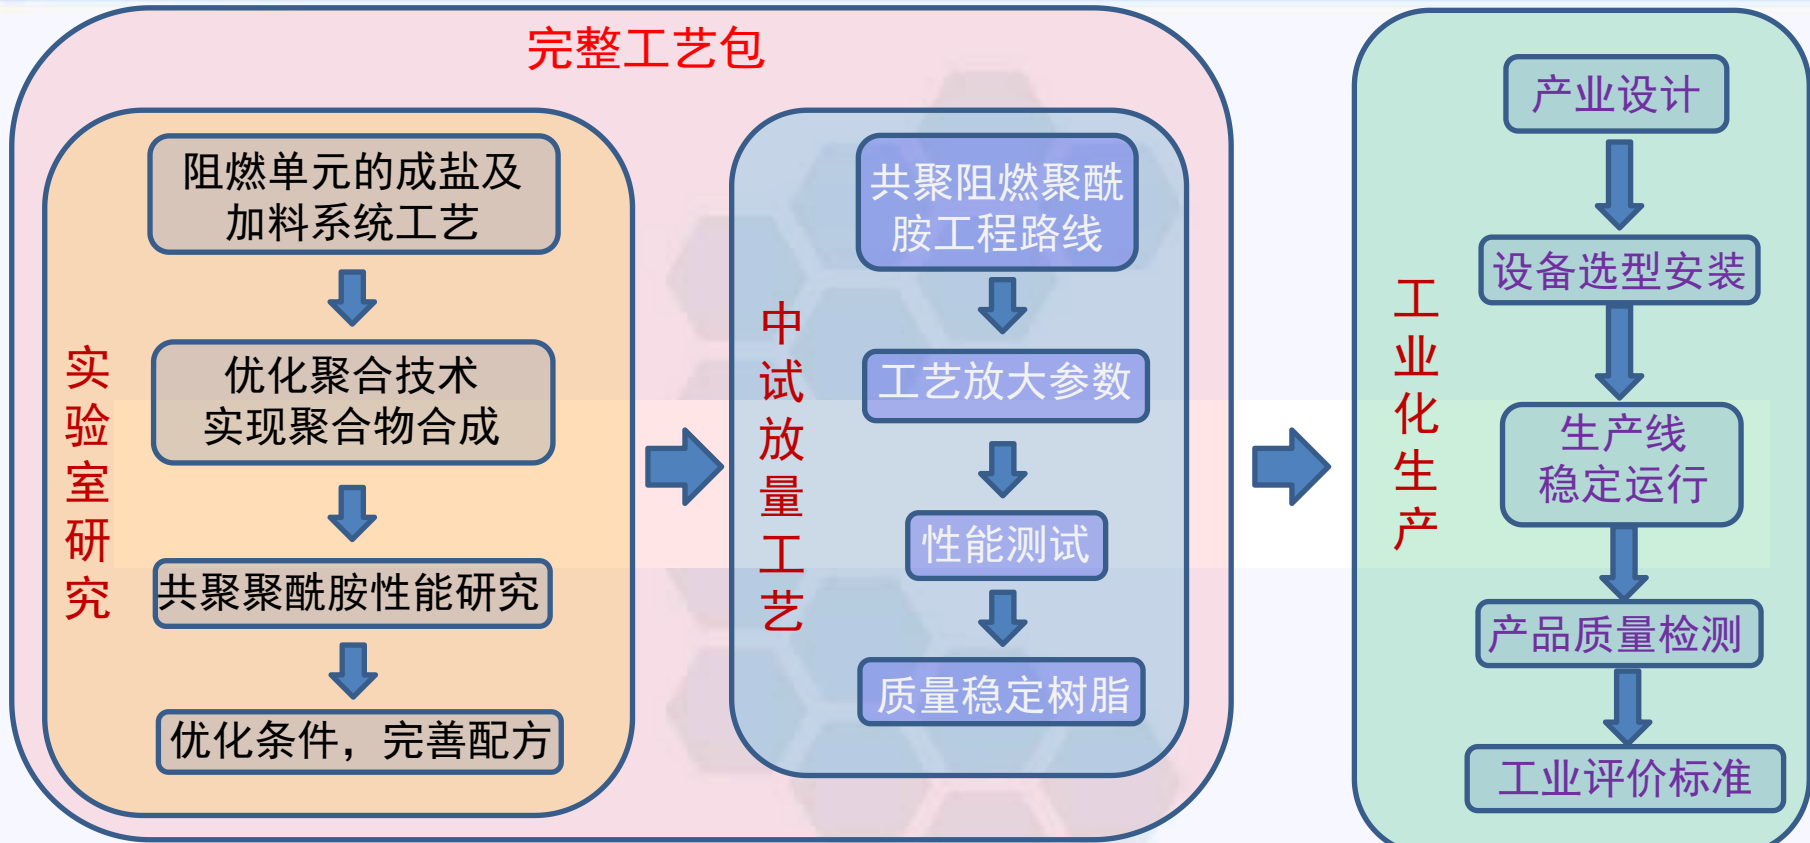 完整工艺包
实验室研究
阻燃单元的成盐及
加料系统工艺
优化聚合技术
实现聚合物合成
共聚聚酰胺性能研究
优化条件，完善配方
中试放量工艺
共聚阻燃聚酰
胺工程路线
工艺放大参数
性能测试
质量稳定树脂
工业化生产
产业设计
设备选型安装
生产线
稳定运行
产品质量检测
工业评价标准